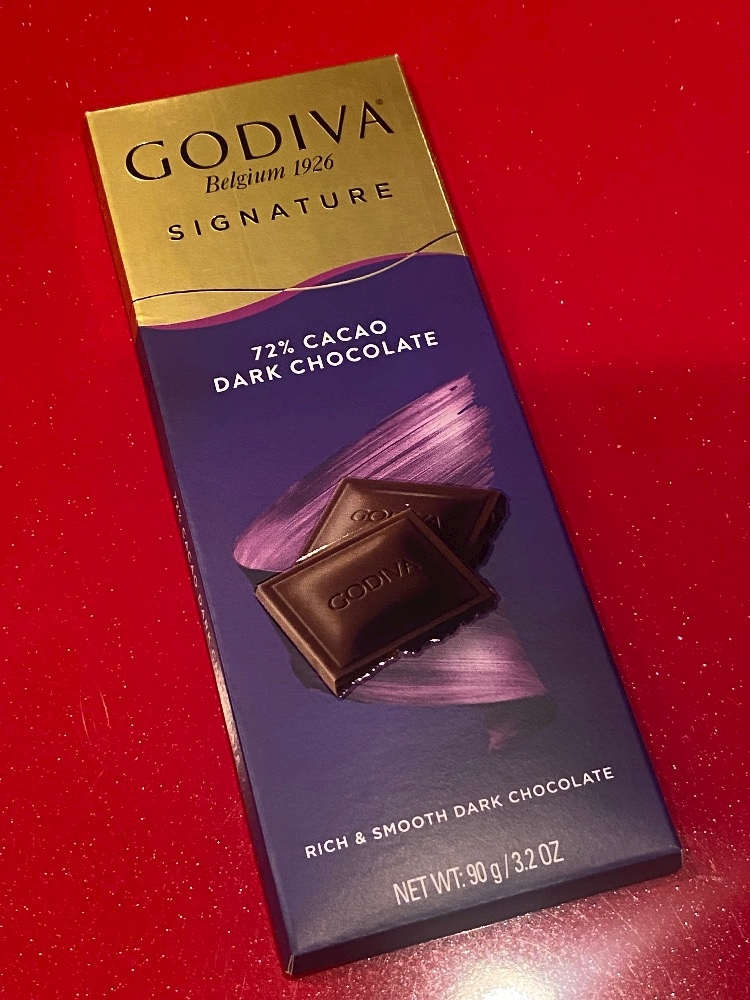 GODIVA®
Belgium 1926
SIGNATURE
72% CACAO
DARK CHOCOLATE
GODIVA
RICH & SMOOTH DARK CHOCOLATE
NET WT: 90 g / 3.2 OZ